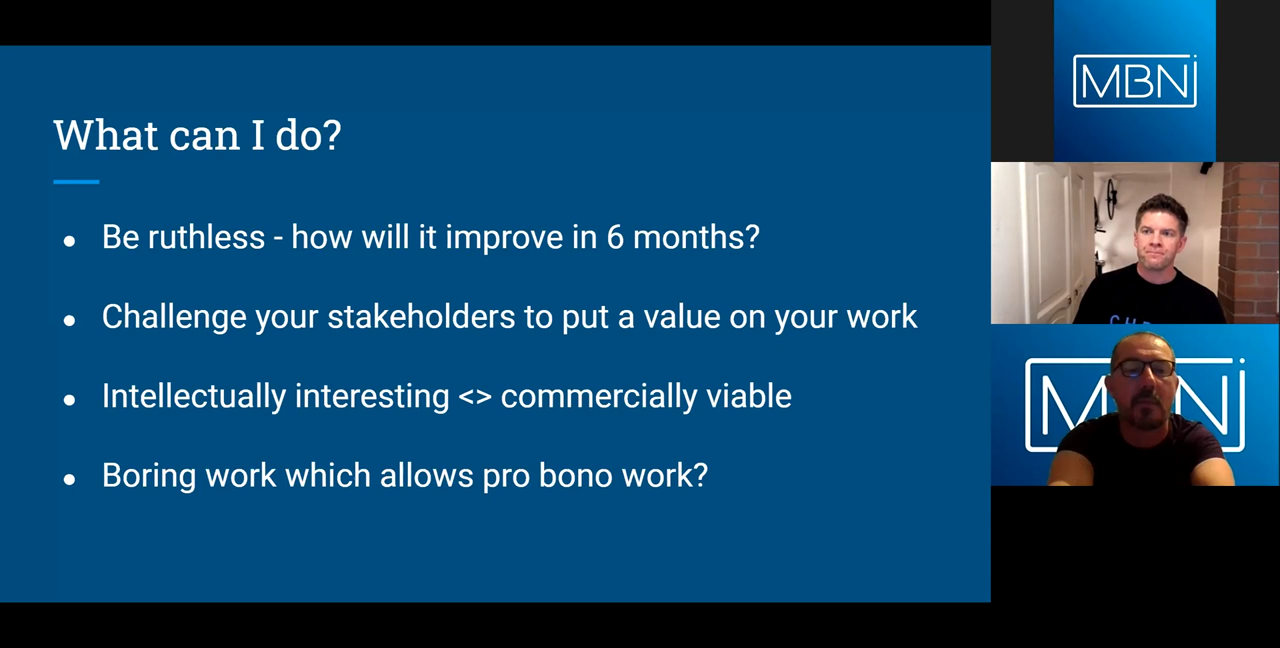 What can I do?
Be ruthless - how will it improve in 6 months?
Challenge your stakeholders to put a value on your work
Intellectually interesting <> commercially viable
Boring work which allows pro bono work?
MBN
MBN